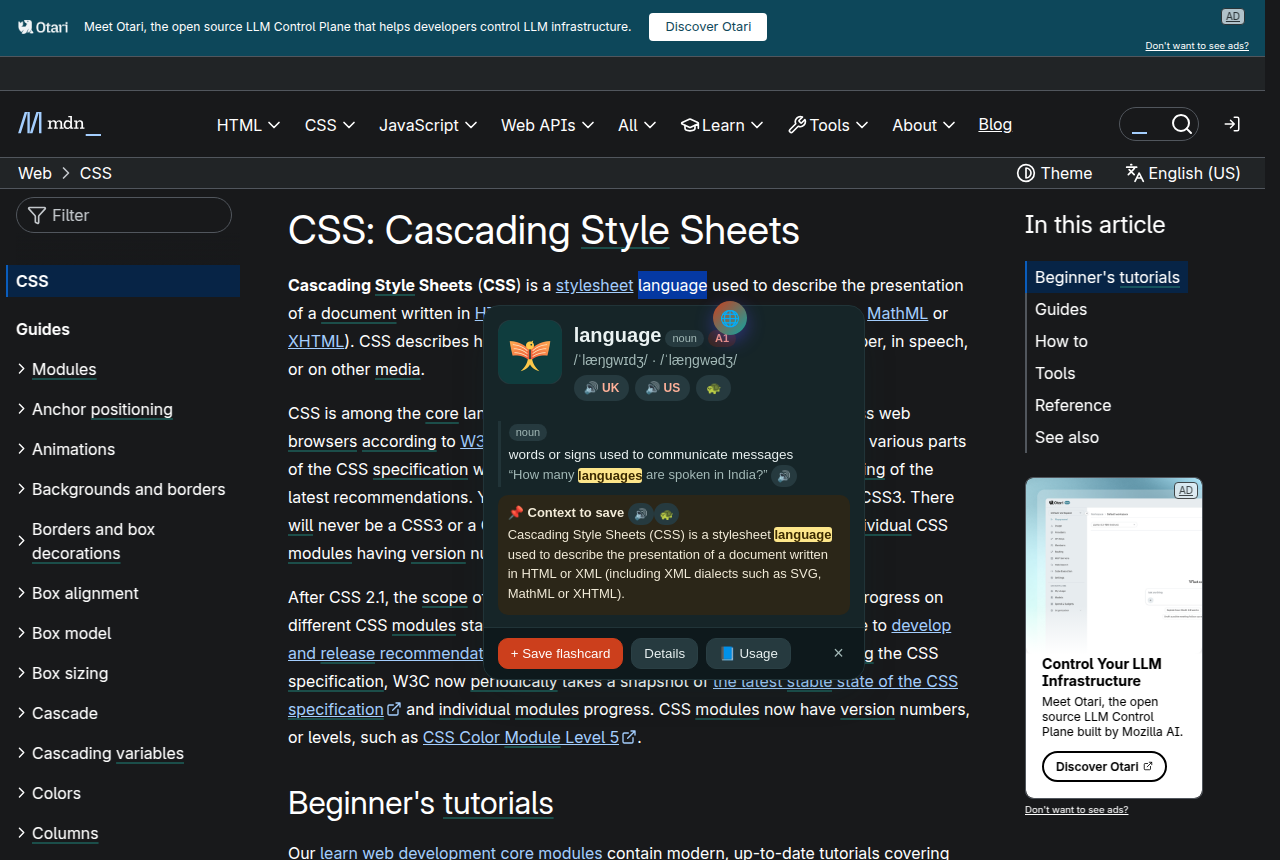 Otari Meet Otari, the open source LLM Control Plane that helps developers control LLM infrastructure. Discover Otari AD
Don't want to see ads?
mdn_ HTML CSS JavaScript Web APIs All Learn Tools About Blog
Web CSS Theme English (US)
Filter
CSS
Guides
Modules
Anchor positioning
Animations
Backgrounds and borders
Borders and box
decorations
Box alignment
Box model
Box sizing
Cascade
Cascading variables
Colors
Columns
CSS: Cascading Style Sheets
Cascading Style Sheets (CSS) is a stylesheet language used to describe the presentation
of a document written in MathML or
XHTML). CSS describes in speech,
or on other media.
CSS is among the core web
browsers according to various parts
of the CSS specification of the
latest recommendations. CSS3. There
will never be a CSS3 or a CSS
modules having version
After CSS 2.1, the scope on
different CSS modules to develop
and release the CSS
specification, W3C now periodically takes a snapshot of the latest stable state of the CSS
specification and individual modules progress. CSS modules now have version numbers,
or levels, such as CSS Color Module Level 5.
Beginner's tutorials
Our learn web development core modules contain modern, up-to-date tutorials covering
language noun A1
/ˈlæŋɡwɪdʒ/ · /ˈlæŋɡwədʒ/
UK US
noun
words or signs used to communicate messages
“How many languages are spoken in India?”
Context to save
Cascading Style Sheets (CSS) is a stylesheet language
used to describe the presentation of a document written
in HTML or XML (including XML dialects such as SVG,
MathML or XHTML).
+ Save flashcard Details Usage ×
In this article
Beginner's tutorials
Guides
How to
Tools
Reference
See also
AD
Control Your LLM
Infrastructure
Meet Otari, the open
source LLM Control
Plane built by Mozilla AI.
Discover Otari
Don't want to see ads?